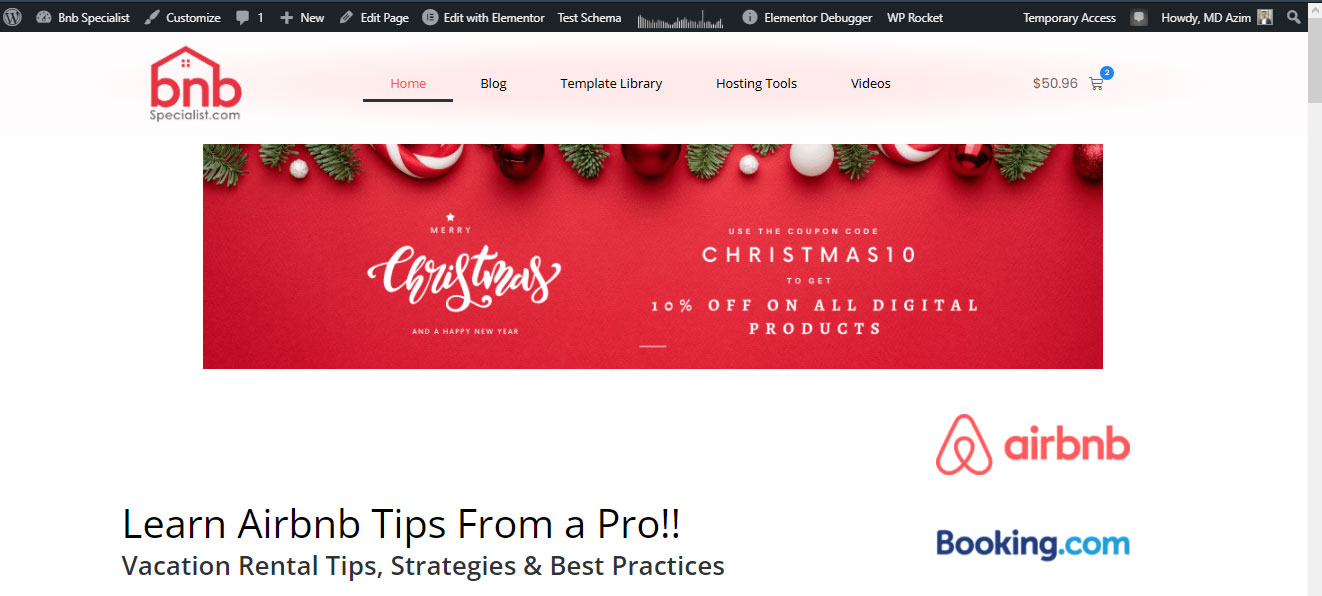 Bnb Specialist Customize 1 New Edit Page Edit with Elementor Test Schema Elementor Debugger WP Rocket Temporary Access Howdy, MD Azim
bnb
Specialist.com
Home Blog Template Library Hosting Tools Videos $50.96 2
MERRY
Christmas
AND A HAPPY NEW YEAR
USE THE COUPON CODE
CHRISTMAS10
TO GET
10% OFF ON ALL DIGITAL
PRODUCTS
airbnb
Learn Airbnb Tips From a Pro!!
Booking.com
Vacation Rental Tips, Strategies & Best Practices